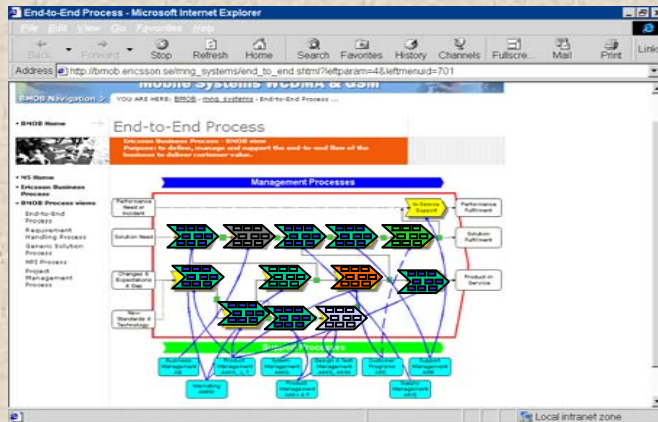 End-to-End Process - Microsoft Internet Explorer
File Edit View Go Favorites Help
Back Forward Stop Refresh Home Search Favorites History Channels Fullscre... Mail Print Links
Address http://bmob.ericsson.se/mng_systems/end_to_end.shtml?leftparam=4&leftmenuid=701
Mobile Systems WCDMA & GSM
BMOB Navigation >
YOU ARE HERE: BMOB - mng_systems - End-to-End Process ...
• BMOB Home
End-to-End Process
Ericsson Business Process - BMOB view
Purpose: to define, manage and support the end-to-end flow of the
business to deliver customer value.
• MS Home
• Ericsson Business
Process
• BMOB Process views
End-to-End
Process
Requirement
Handling Process
Generic Solution
Process
Process
Project
Management
Process
Management Processes
Performance
Need or
Incident
In-Service
Support
Performance
Fulfilment
Solution Need
Solution
Fulfilment
Changed
Expectations
& Gap
Product in
Service
New
Standards &
Technology
Processes
Business
Management
Product
Management
System
Management
Design & Test
Management
Customer
Programs
Support
Management
Marketing
Product
Management
Supply
Management
Local intranet zone